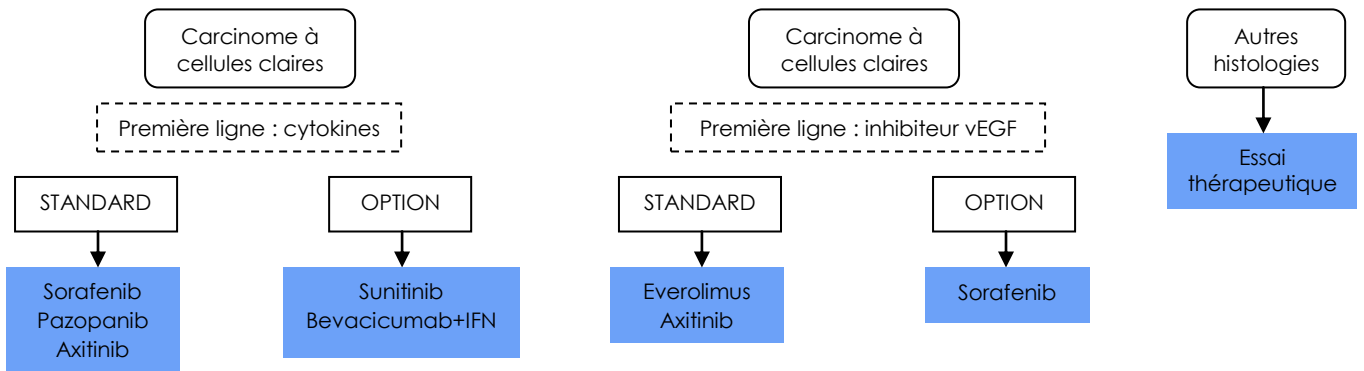 Carcinome à
cellules claires
Première ligne : cytokines
STANDARD
Sorafenib
Pazopanib
Axitinib
OPTION
Sunitinib
Bevacicumab+IFN
Carcinome à
cellules claires
Première ligne : inhibiteur vEGF
STANDARD
Everolimus
Axitinib
OPTION
Sorafenib
Autres
histologies
Essai
thérapeutique